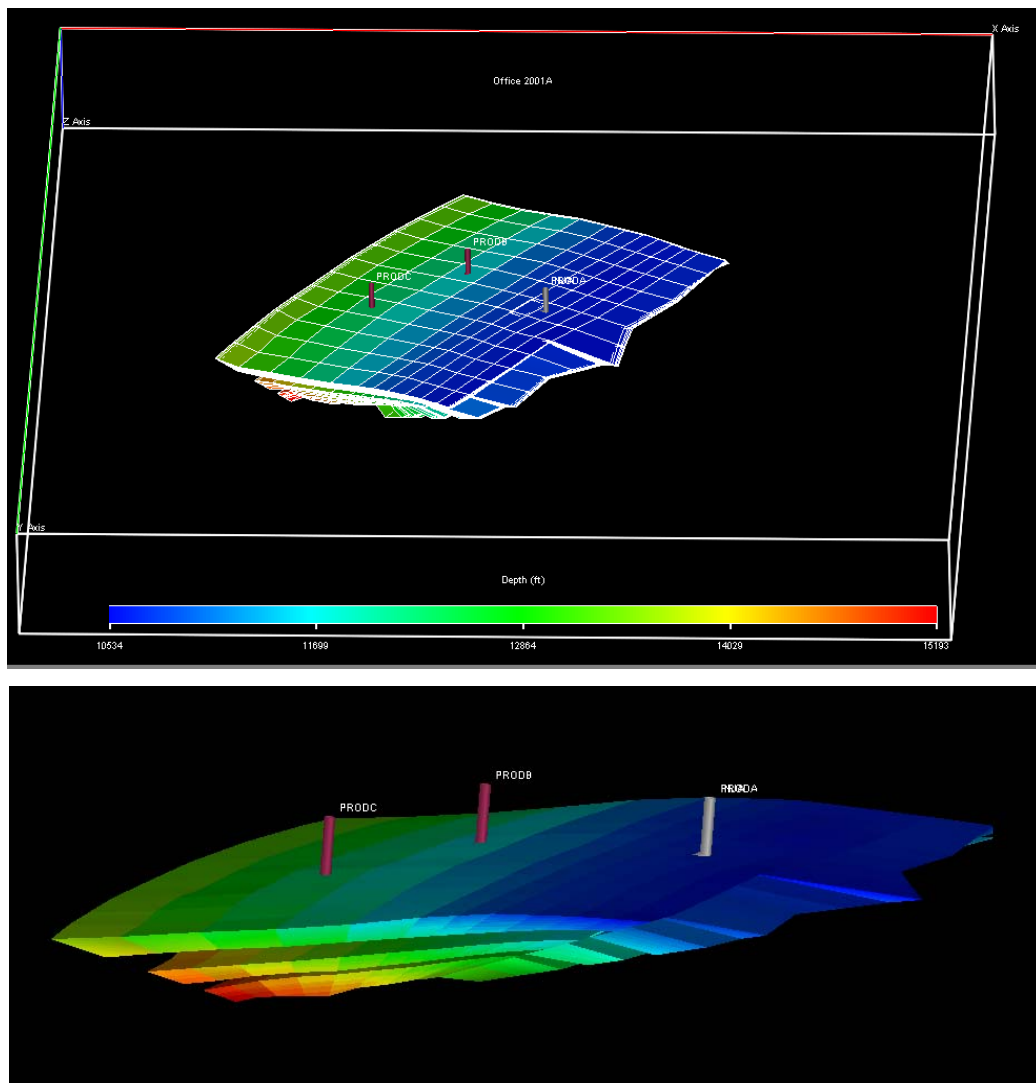 X Axis
Office 2001A
Z Axis
PRODB
PRODC
Y Axis
Depth (ft)
10534 11699 12864 14029 15193
PRODB
PRODC